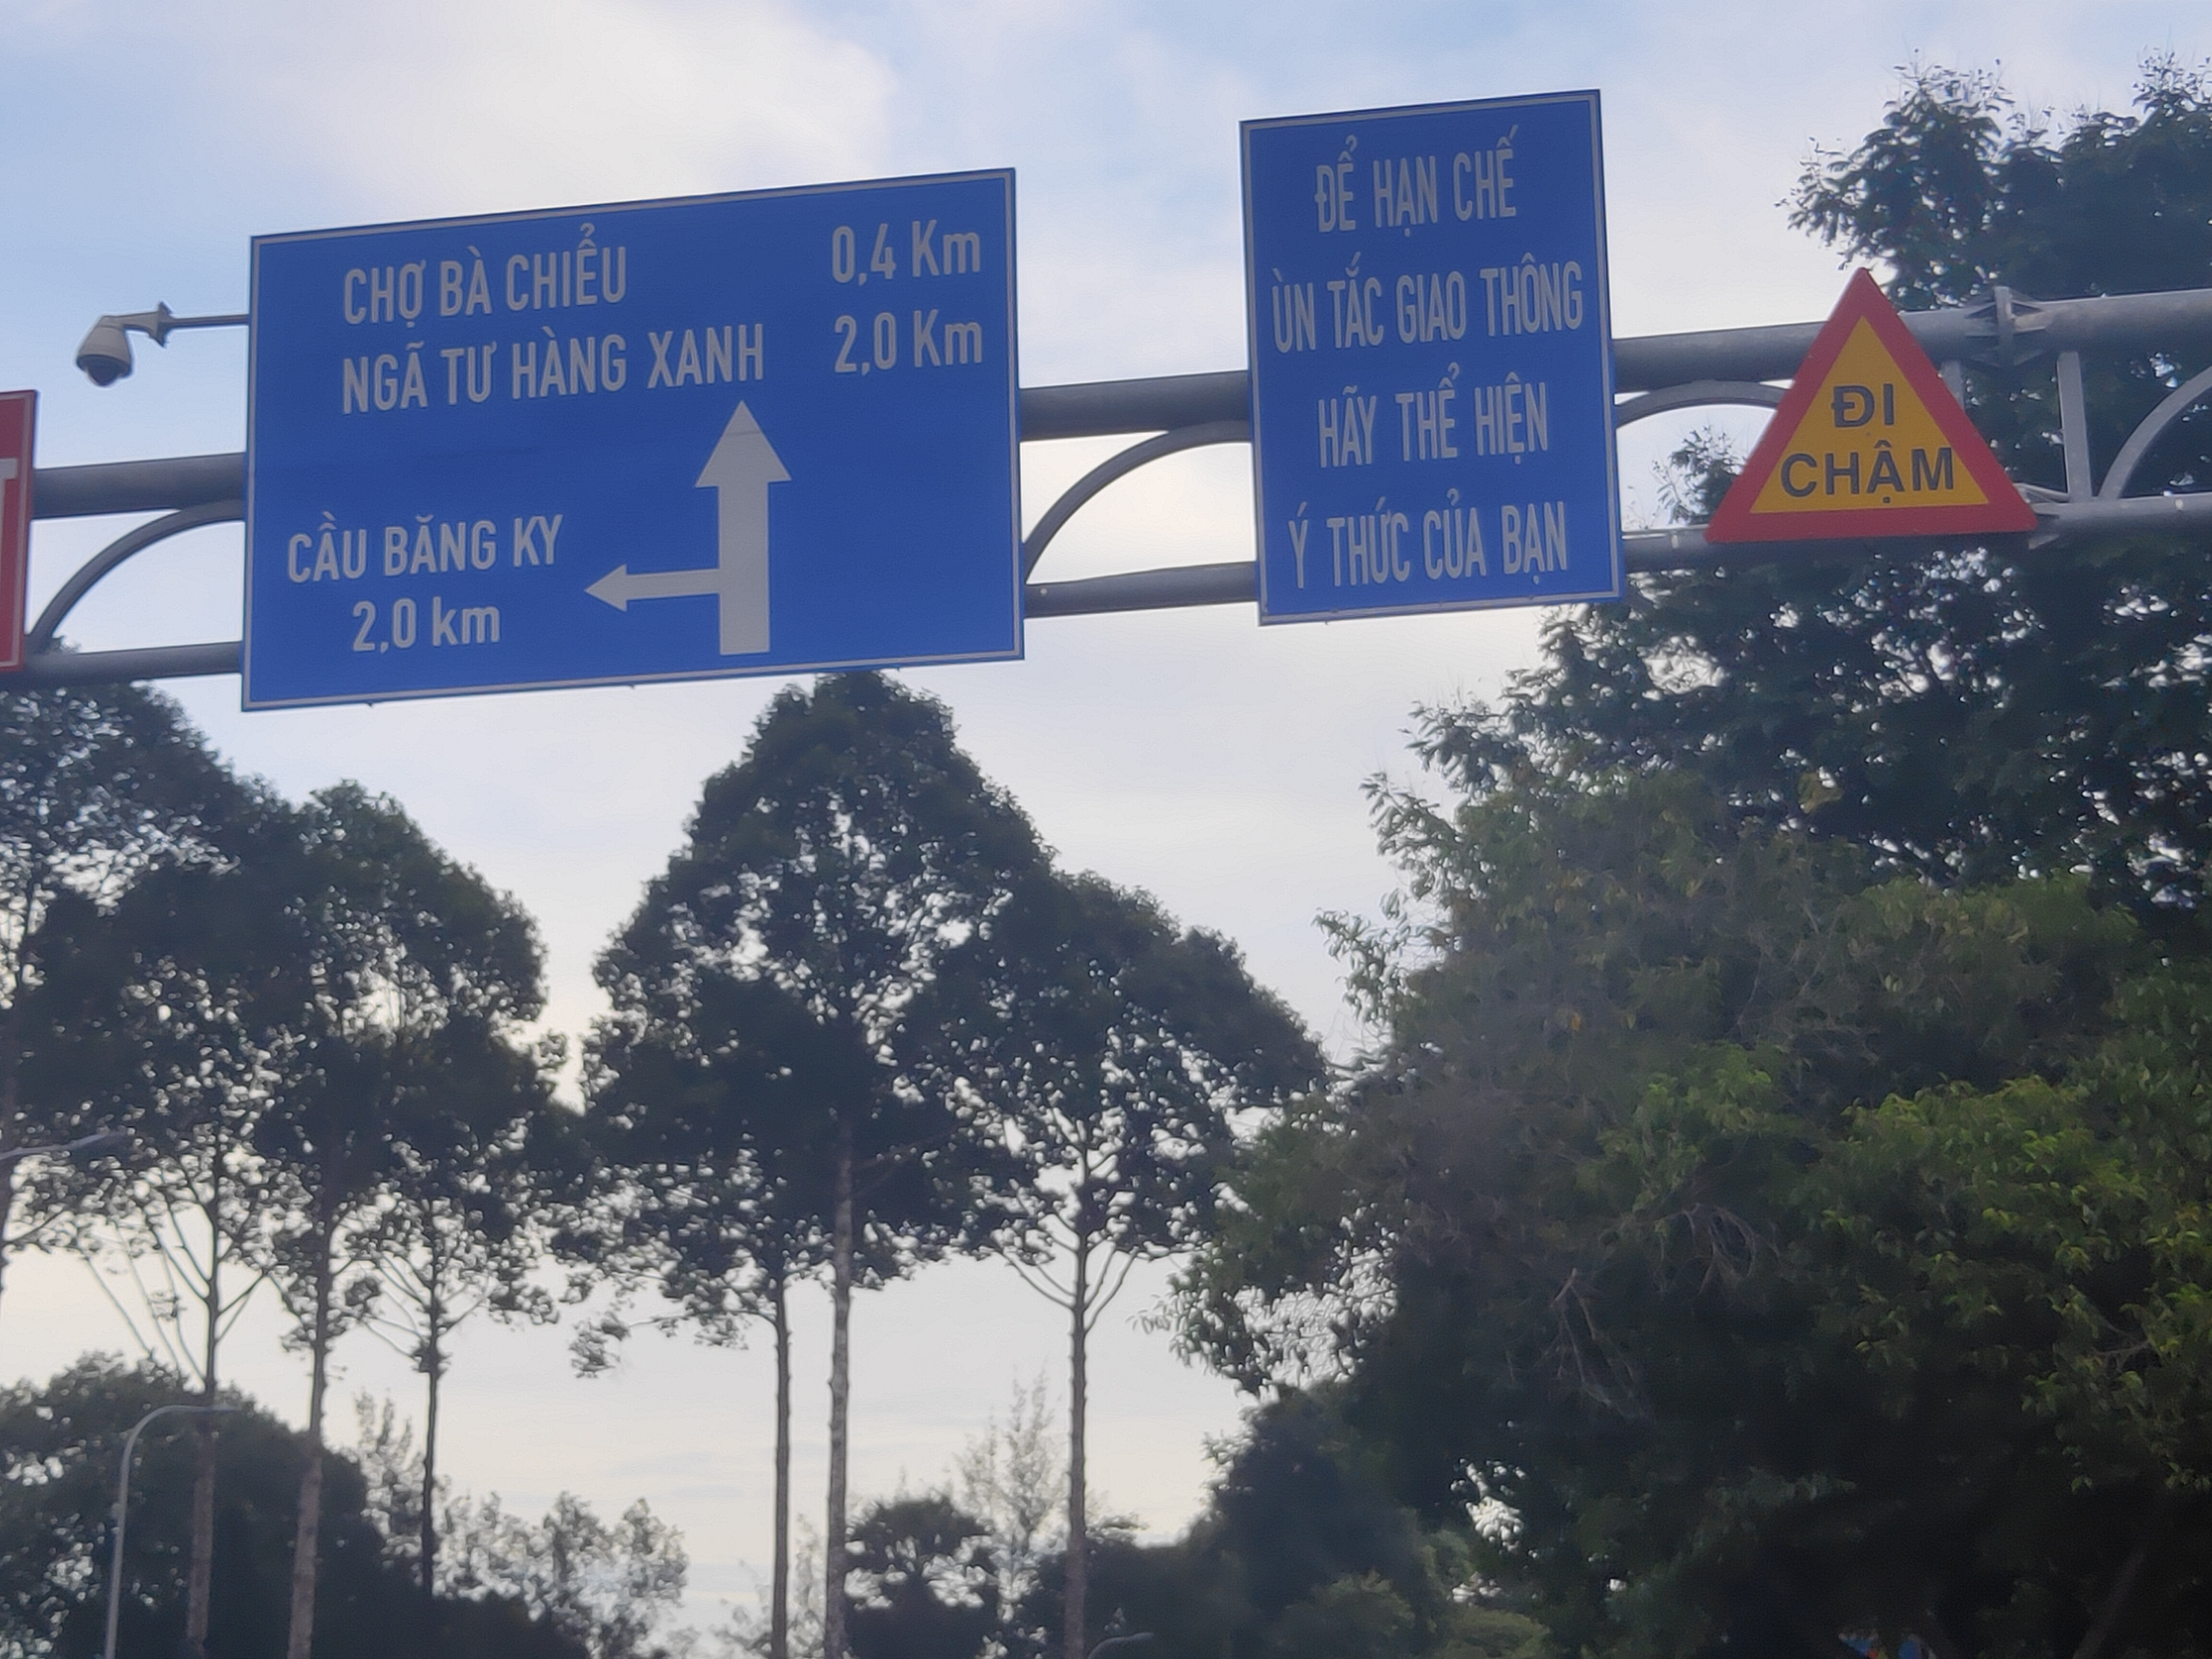 CHỢ BÀ CHIỂU 0,4 Km
NGÃ TƯ HÀNG XANH 2,0 Km
CẦU BĂNG KY
2,0 km
ĐỂ HẠN CHẾ
ÙN TẮC GIAO THÔNG
HÃY THỂ HIỆN
Ý THỨC CỦA BẠN
ĐI
CHẬM